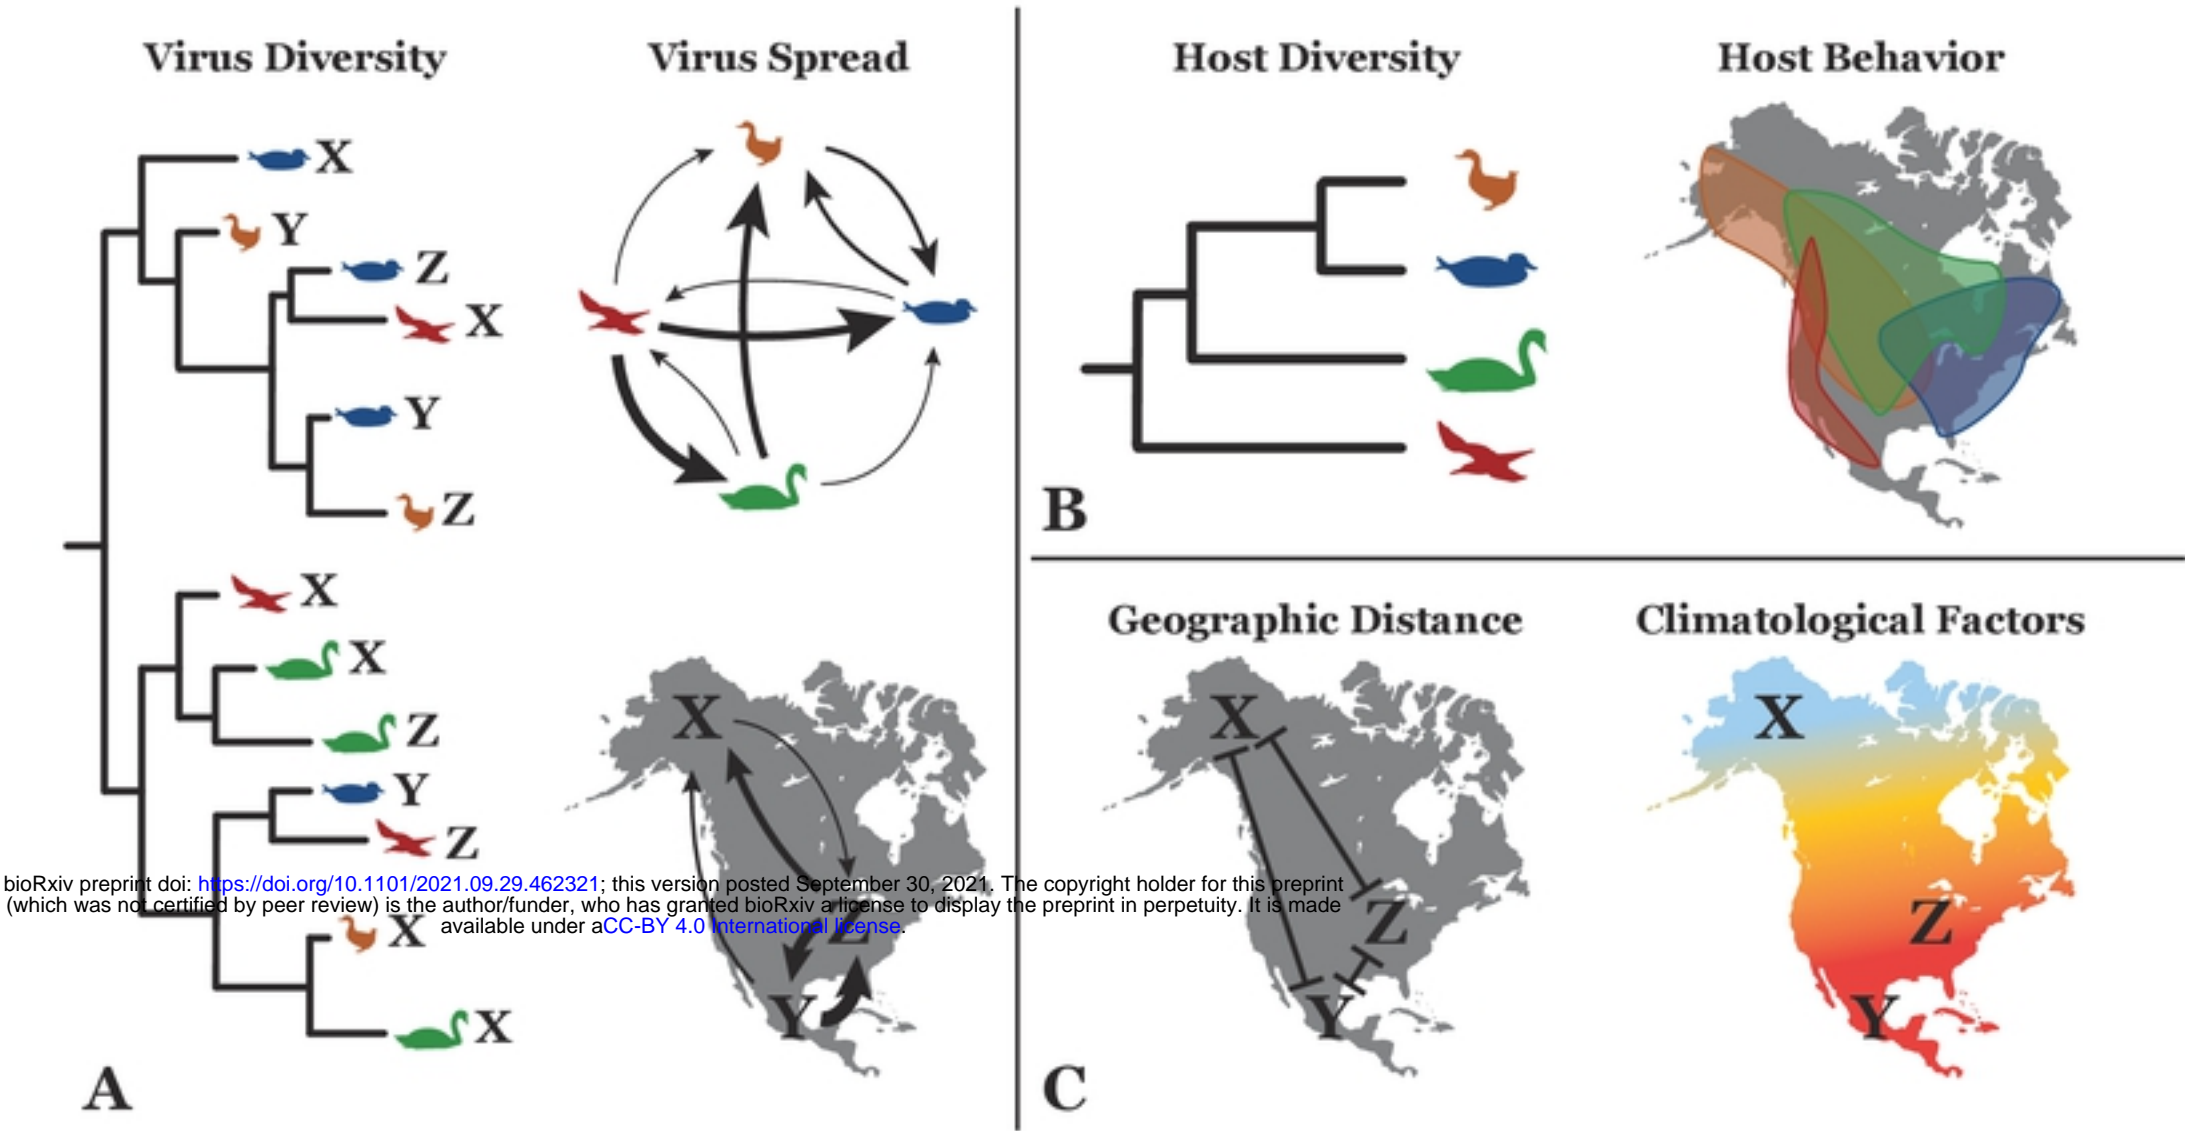 Virus Diversity
Virus Spread
X
Y
Z
X
Y
Z
X
X
Z
Y
Z
X
X
X
Z
Y
A
Host Diversity
Host Behavior
B
Geographic Distance
Climatological Factors
X
Z
Y
X
Z
Y
C
bioRxiv preprint doi: https://doi.org/10.1101/2021.09.29.462321; this version posted September 30, 2021. The copyright holder for this preprint
(which was not certified by peer review) is the author/funder, who has granted bioRxiv a license to display the preprint in perpetuity. It is made
available under aCC-BY 4.0 International license.